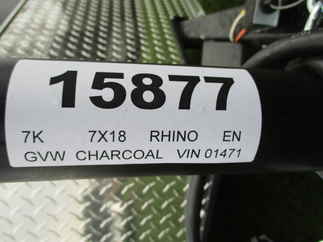 15877
7K 7X18 RHINO EN
GVW CHARCOAL VIN 01471